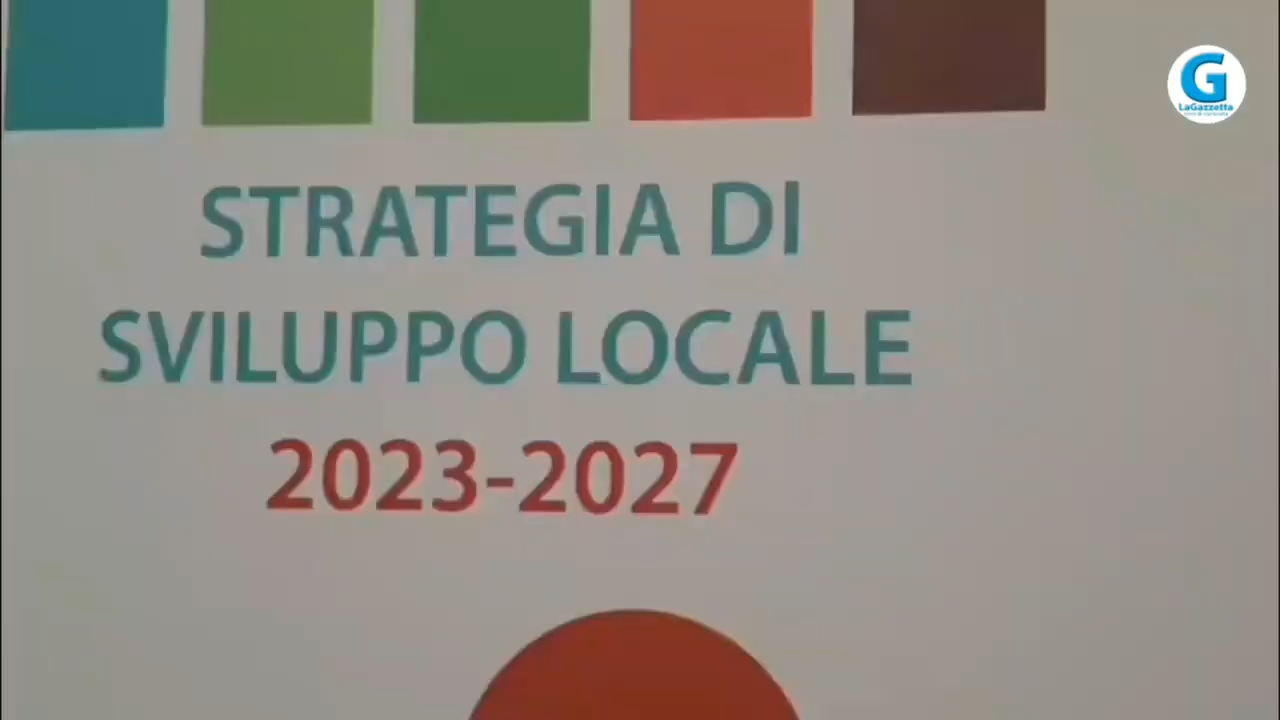 STRATEGIA DI
SVILUPPO LOCALE
2023-2027
G
LaGazzetta